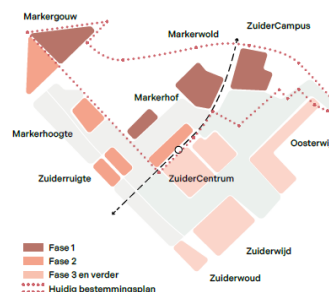 Markergouw
ZuiderCampus
Markerwold
Markerhof
Markerhoogte
Oosterwi
Zuiderruigte
ZuiderCentrum
Zuiderwijd
Zuiderwoud
Fase 1
Fase 2
Fase 3 en verder
Huidig bestemmingsplan